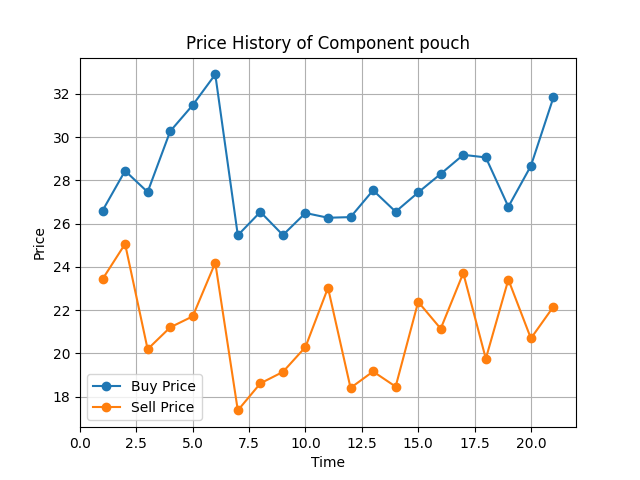 Price History of Component pouch
Price
32
30
28
26
24
22
20
18
Buy Price
Sell Price
0.0 2.5 5.0 7.5 10.0 12.5 15.0 17.5 20.0
Time